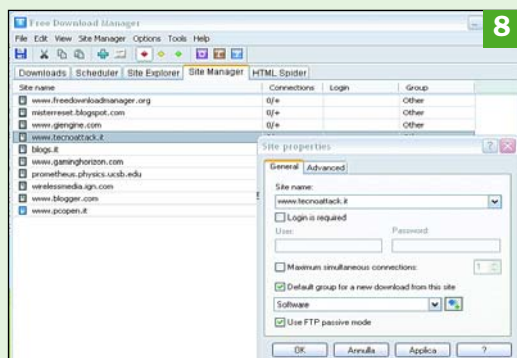 8
Free Download Manager
File Edit View Site Manager Options Tools Help
Downloads Scheduler Site Explorer Site Manager HTML Spider
Site name Connections Login Group
www.freedownloadmanager.org 0/∞ Other
misterreset.blogspot.com 0/∞ Other
www.giengine.com 0/∞ Other
www.tecnoattack.it
blogs.it
www.gaminghorizon.com
prometheus.physics.ucsb.edu
wirelessmedia.ign.com
www.blogger.com
www.pcopen.it
Site properties
General Advanced
Site name:
www.tecnoattack.it
Login is required
User: Password:
Maximum simultaneous connections: 1
Default group for a new download from this site
Software
Use FTP passive mode
OK Annulla Applica ?